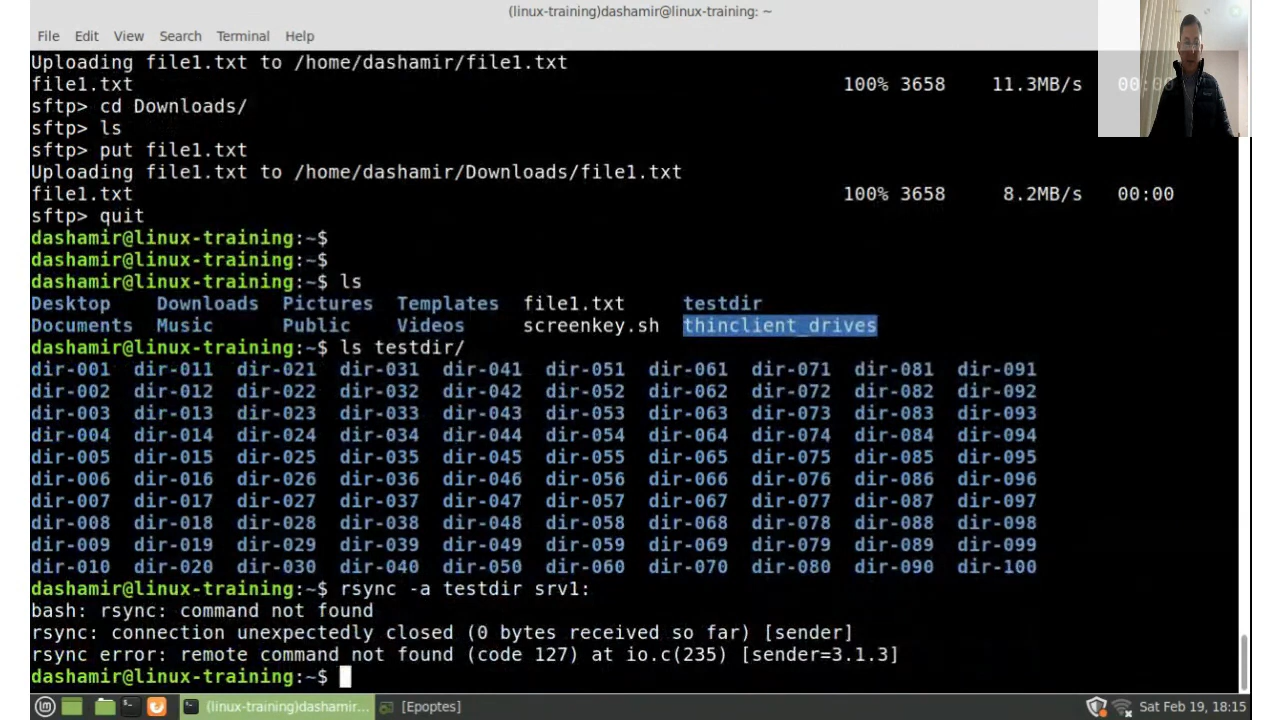 (linux-training)dashamir@linux-training: ~
File Edit View Search Terminal Help
Uploading file1.txt to /home/dashamir/file1.txt
file1.txt 100% 3658 11.3MB/s 00:00
sftp> cd Downloads/
sftp> ls
sftp> put file1.txt
Uploading file1.txt to /home/dashamir/Downloads/file1.txt
file1.txt 100% 3658 8.2MB/s 00:00
sftp> quit
dashamir@linux-training:~$
dashamir@linux-training:~$
dashamir@linux-training:~$ ls
Desktop Downloads Pictures Templates file1.txt testdir
Documents Music Public Videos screenkey.sh thinclient_drives
dashamir@linux-training:~$ ls testdir/
dir-001 dir-011 dir-021 dir-031 dir-041 dir-051 dir-061 dir-071 dir-081 dir-091
dir-002 dir-012 dir-022 dir-032 dir-042 dir-052 dir-062 dir-072 dir-082 dir-092
dir-003 dir-013 dir-023 dir-033 dir-043 dir-053 dir-063 dir-073 dir-083 dir-093
dir-004 dir-014 dir-024 dir-034 dir-044 dir-054 dir-064 dir-074 dir-084 dir-094
dir-005 dir-015 dir-025 dir-035 dir-045 dir-055 dir-065 dir-075 dir-085 dir-095
dir-006 dir-016 dir-026 dir-036 dir-046 dir-056 dir-066 dir-076 dir-086 dir-096
dir-007 dir-017 dir-027 dir-037 dir-047 dir-057 dir-067 dir-077 dir-087 dir-097
dir-008 dir-018 dir-028 dir-038 dir-048 dir-058 dir-068 dir-078 dir-088 dir-098
dir-009 dir-019 dir-029 dir-039 dir-049 dir-059 dir-069 dir-079 dir-089 dir-099
dir-010 dir-020 dir-030 dir-040 dir-050 dir-060 dir-070 dir-080 dir-090 dir-100
dashamir@linux-training:~$ rsync -a testdir srv1:
bash: rsync: command not found
rsync: connection unexpectedly closed (0 bytes received so far) [sender]
rsync error: remote command not found (code 127) at io.c(235) [sender=3.1.3]
dashamir@linux-training:~$
(linux-training)dashamir... [Epoptes] Sat Feb 19, 18:15